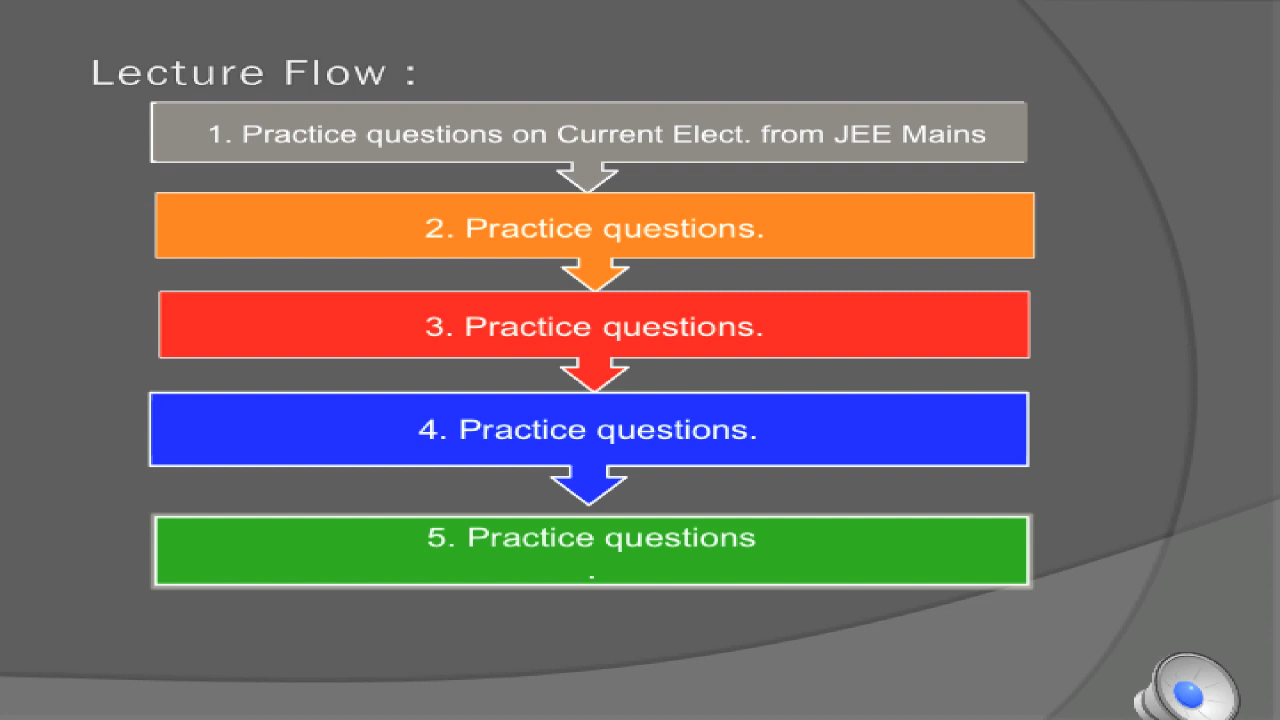 Lecture Flow :
1. Practice questions on Current Elect. from JEE Mains
2. Practice questions.
3. Practice questions.
4. Practice questions.
5. Practice questions
.